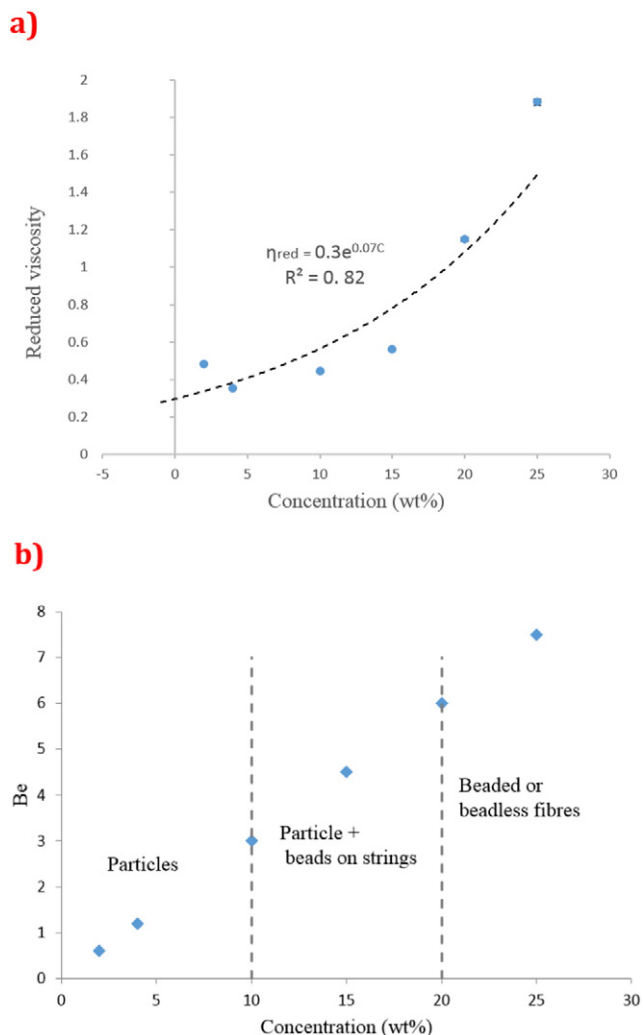 a)
2
1.8
1.6
1.4
1.2
1
0.8
0.6
0.4
0.2
0
Reduced viscosity
ηred = 0.3e^0.07C
R² = 0. 82
-5 0 5 10 15 20 25 30
Concentration (wt%)
b)
8
7
6
5
4
3
2
1
0
Be
Particles
Particle +
beads on strings
Beaded or
beadless fibres
0 5 10 15 20 25 30
Concentration (wt%)